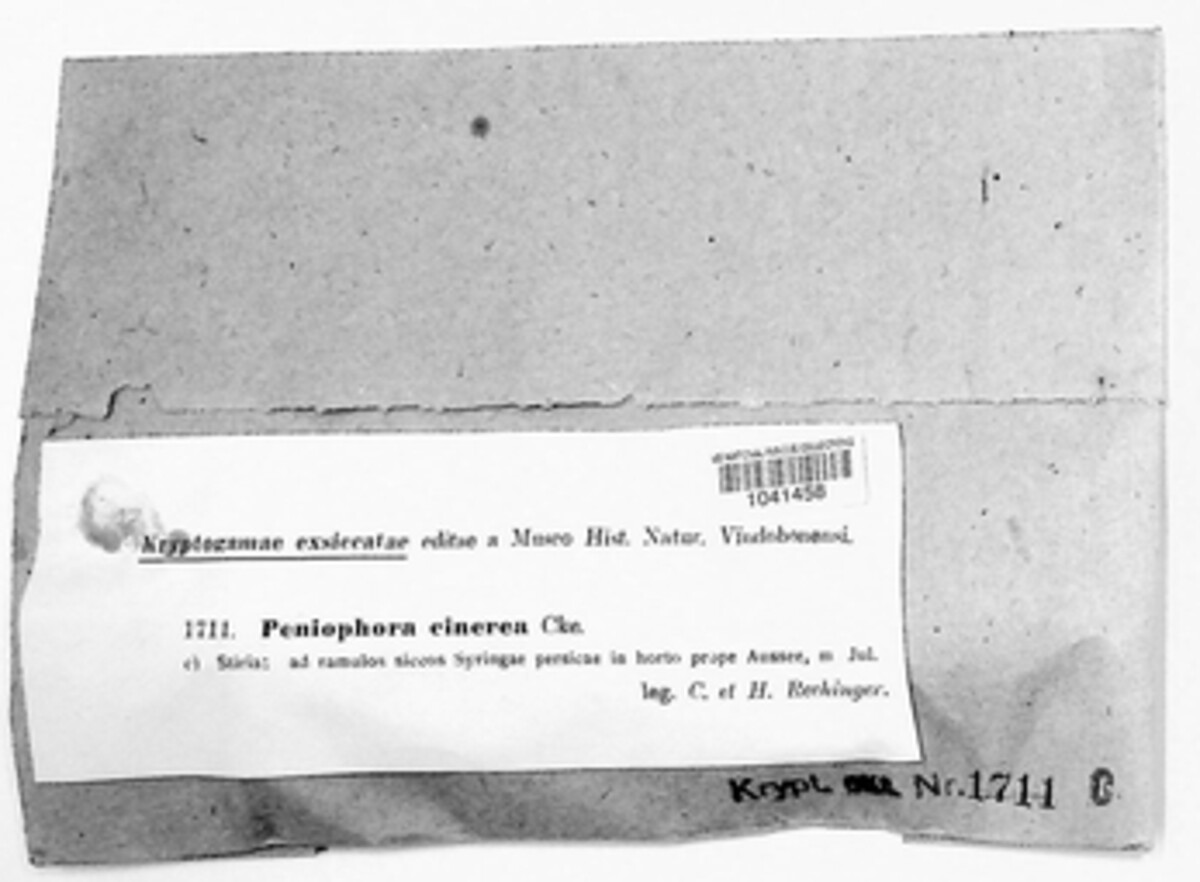 1041458
Kryptogamae exsiccatae editae a Museo Hist. Natur. Vindobonensi.
1711. Peniophora cinerea Cke.
c) Stiria: ad ramulos siccos Syringae persicae in horto prope Aussee, m. Jul.
leg. C. et H. Rechinger.
Krypt. Nr.1711 C